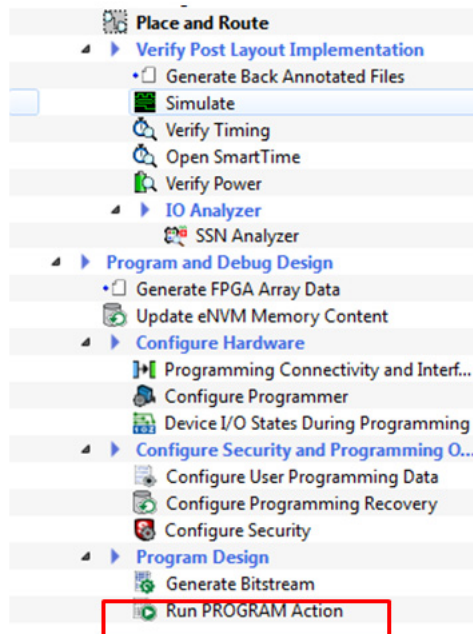 Place and Route
Verify Post Layout Implementation
Generate Back Annotated Files
Simulate
Verify Timing
Open SmartTime
Verify Power
IO Analyzer
SSN Analyzer
Program and Debug Design
Generate FPGA Array Data
Update eNVM Memory Content
Configure Hardware
Programming Connectivity and Interf...
Configure Programmer
Device I/O States During Programming
Configure Security and Programming O...
Configure User Programming Data
Configure Programming Recovery
Configure Security
Program Design
Generate Bitstream
Run PROGRAM Action